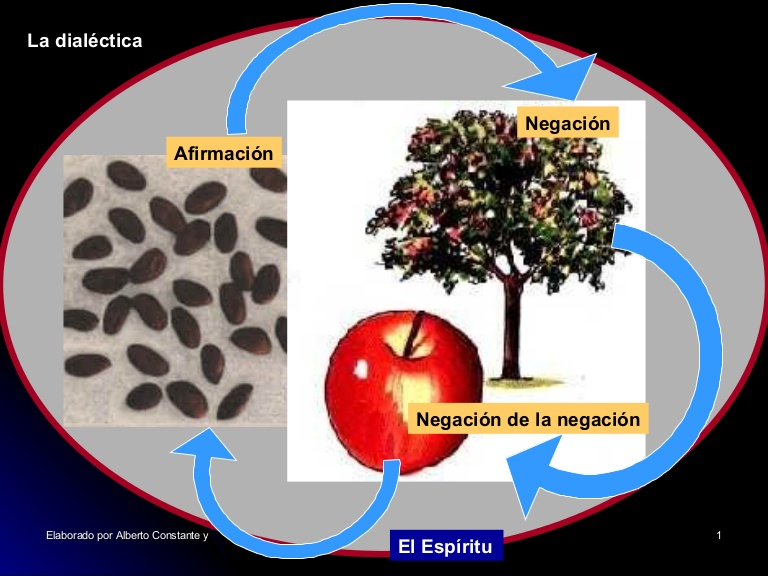 La dialéctica
Negación
Afirmación
Negación de la negación
Elaborado por Alberto Constante y
1
El Espíritu